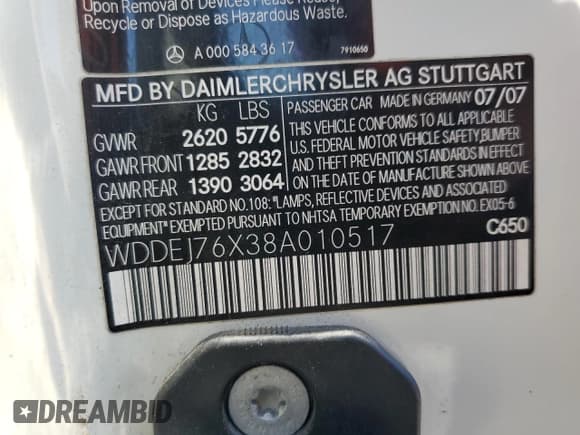 Upon Removal of Devices Please Reuse,
Recycle or Dispose as Hazardous Waste.
A 000 584 36 17 7910650
MFD BY DAIMLERCHRYSLER AG STUTTGART
KG LBS PASSENGER CAR MADE IN GERMANY 07/07
GVWR 2620 5776 THIS VEHICLE CONFORMS TO ALL APPLICABLE
U.S. FEDERAL MOTOR VEHICLE SAFETY, BUMPER
GAWR FRONT 1285 2832 AND THEFT PREVENTION STANDARDS IN EFFECT
GAWR REAR 1390 3064 ON THE DATE OF MANUFACTURE SHOWN ABOVE
EXCEPT FOR STANDARD NO. 108; "LAMPS, REFLECTIVE DEVICES AND ASSOCIATED
EQUIPMENT" EXEMPTED PURSUANT TO NHTSA TEMPORARY EXEMPTION NO. EX05-6
WDDEJ76X38A010517 C650
DREAMBID